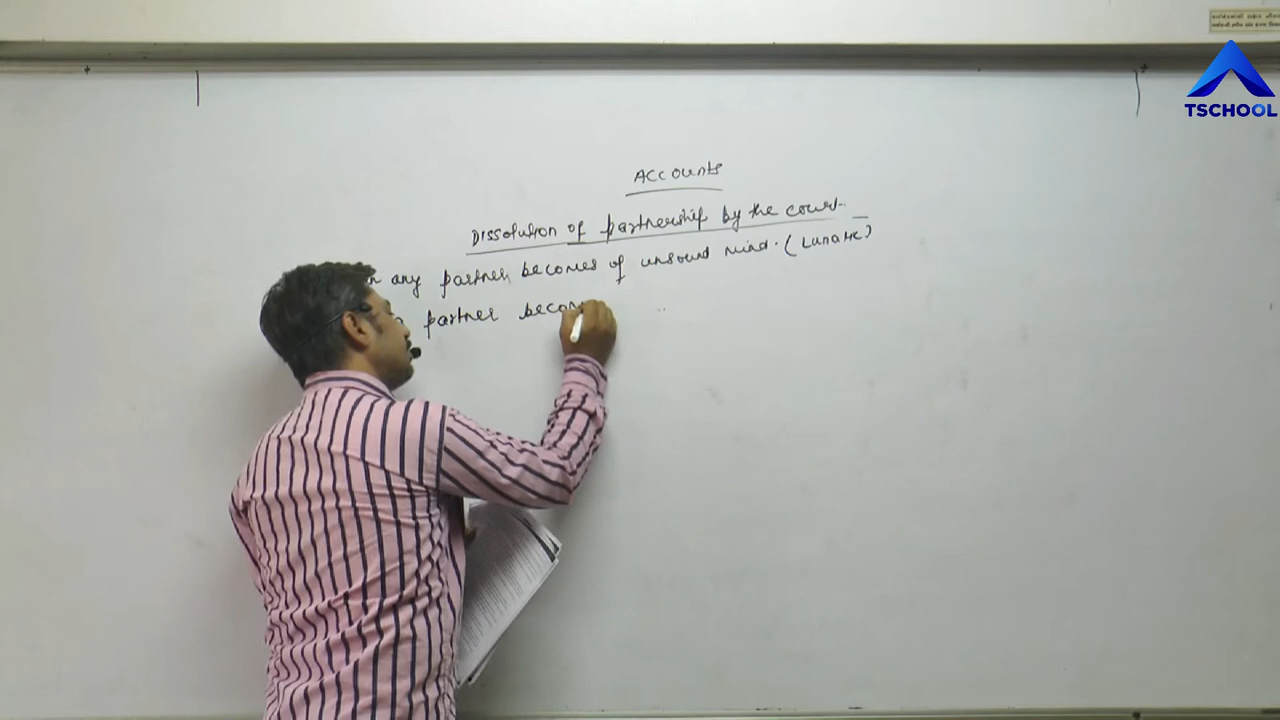 TSCHOOL
Accounts
Dissolution of partnership by the court.
any partner becomes of unsound mind. (Lunatic)
partner becom